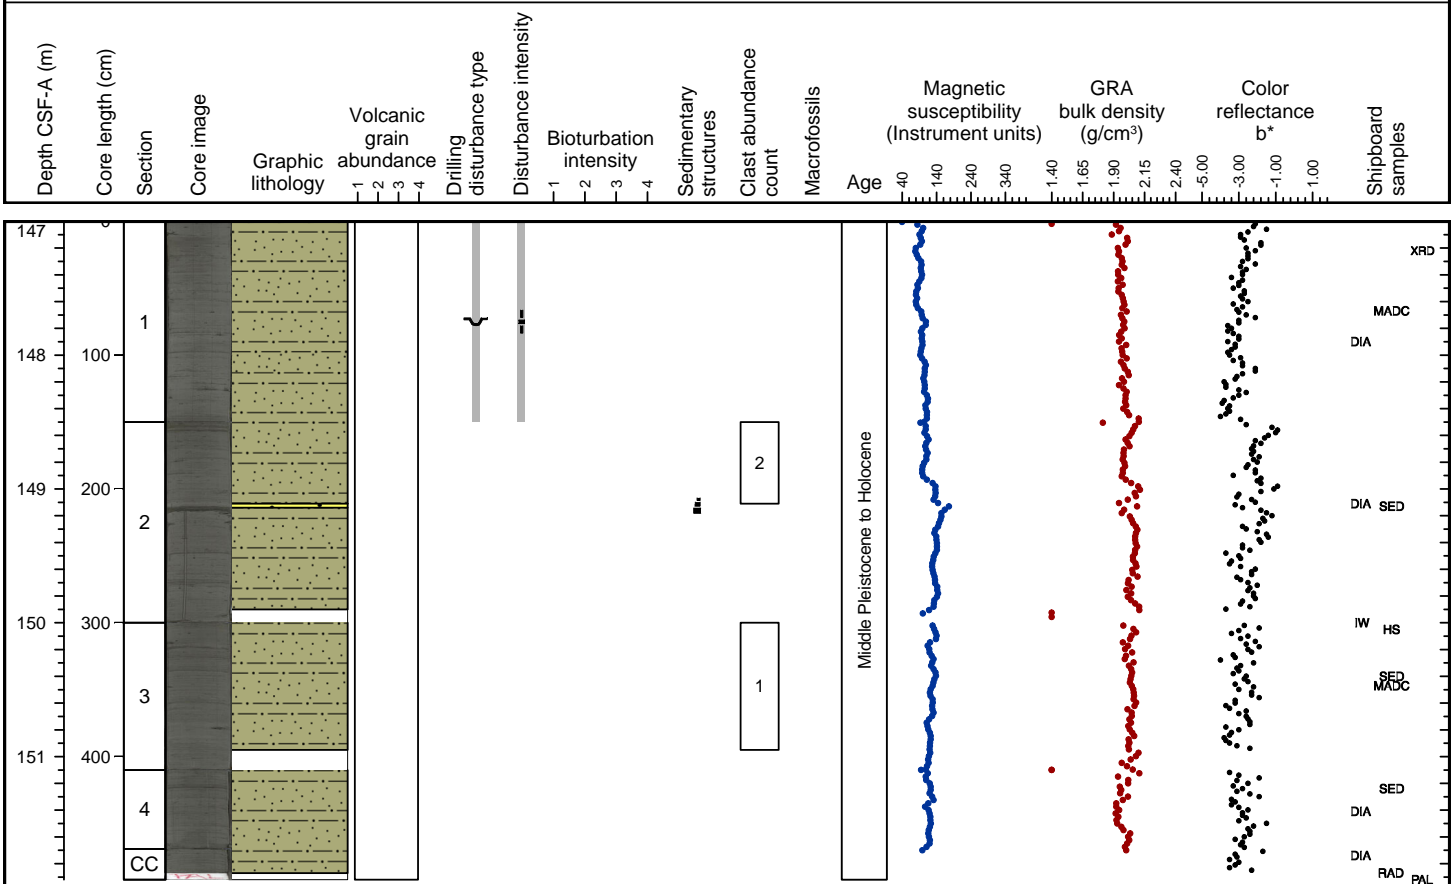 Depth CSF-A (m)
Core length (cm)
Section
Core image
Graphic
lithology
Volcanic
grain
abundance
1 2 3 4
Drilling
disturbance type
Disturbance intensity
Bioturbation
intensity
1 2 3 4
Sedimentary
structures
Clast abundance
count
Macrofossils
Age
Magnetic
susceptibility
(Instrument units)
40 140 240 340
GRA
bulk density
(g/cm³)
1.40 1.65 1.90 2.15 2.40
Color
reflectance
b*
-5.00 -3.00 -1.00 1.00
Shipboard
samples
147
148
149
150
151
0
100
200
300
400
1
2
3
4
CC
PAL
2
1
Middle Pleistocene to Holocene
XRD
MADC
DIA
DIA SED
IW HS
SED
MADC
SED
DIA
DIA
RAD PAL